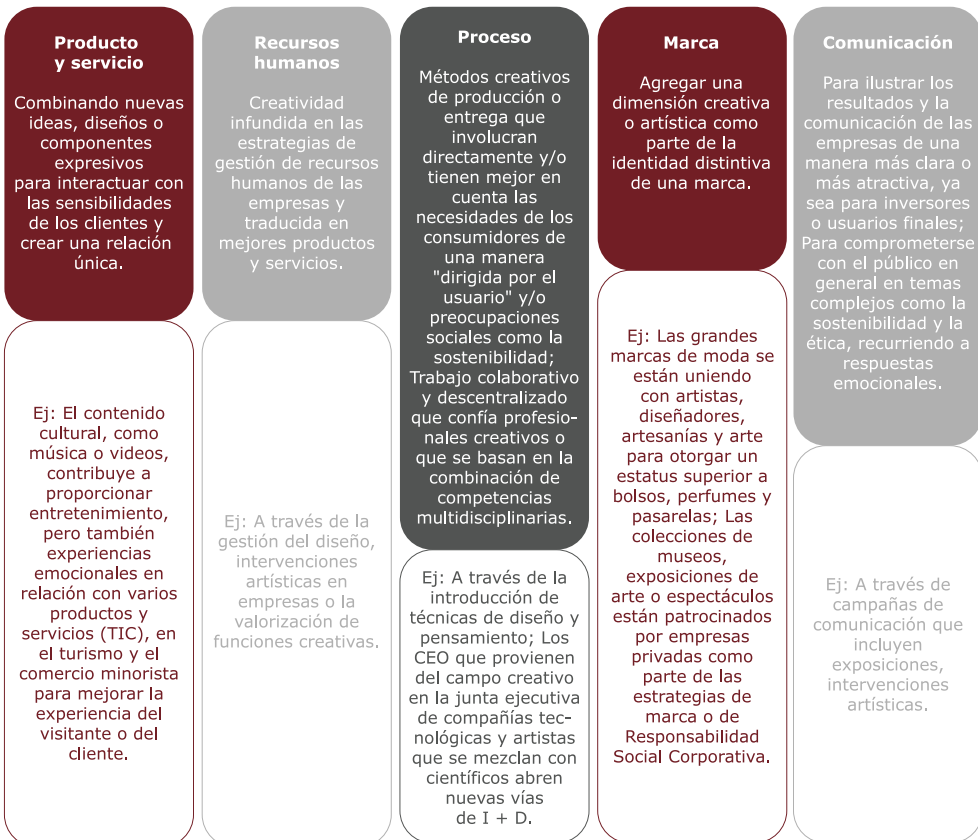 Producto
y servicio
Combinando nuevas
ideas, diseños o
componentes
expresivos
para interactuar con
las sensibilidades
de los clientes y
crear una relación
única.
Ej: El contenido
cultural, como
música o videos,
contribuye a
proporcionar
entretenimiento,
pero también
experiencias
emocionales en
relación con varios
productos y
servicios (TIC), en
el turismo y el
comercio minorista
para mejorar la
experiencia del
visitante o del
cliente.
Recursos
humanos
Creatividad
infundida en las
estrategias de
gestión de recursos
humanos de las
empresas y
traducida en
mejores productos
y servicios.
Ej: A través de la
gestión del diseño,
intervenciones
artísticas en
empresas o la
valorización de
funciones creativas.
Proceso
Métodos creativos
de producción o
entrega que
involucran
directamente y/o
tienen mejor en
cuenta las
necesidades de los
consumidores de
una manera
"dirigida por el
usuario" y/o
preocupaciones
sociales como la
sostenibilidad;
Trabajo colaborativo
y descentralizado
que confía profesio-
nales creativos o
que se basan en la
combinación de
competencias
multidisciplinarias.
Ej: A través de la
introducción de
técnicas de diseño y
pensamiento; Los
CEO que provienen
del campo creativo
en la junta ejecutiva
de compañías tec-
nológicas y artistas
que se mezclan con
científicos abren
nuevas vías
de I + D.
Marca
Agregar una
dimensión creativa
o artística como
parte de la
identidad distintiva
de una marca.
Ej: Las grandes
marcas de moda se
están uniendo
con artistas,
diseñadores,
artesanías y arte
para otorgar un
estatus superior a
bolsos, perfumes y
pasarelas; Las
colecciones de
museos,
exposiciones de
arte o espectáculos
están patrocinados
por empresas
privadas como
parte de las
estrategias de
marca o de
Responsabilidad
Social Corporativa.
Comunicación
Para ilustrar los
resultados y la
comunicación de las
empresas de una
manera más clara o
más atractiva, ya
sea para inversores
o usuarios finales;
Para comprometerse
con el público en
general en temas
complejos como la
sostenibilidad y la
ética, recurriendo a
respuestas
emocionales.
Ej: A través de
campañas de
comunicación que
incluyen
exposiciones,
intervenciones
artísticas.